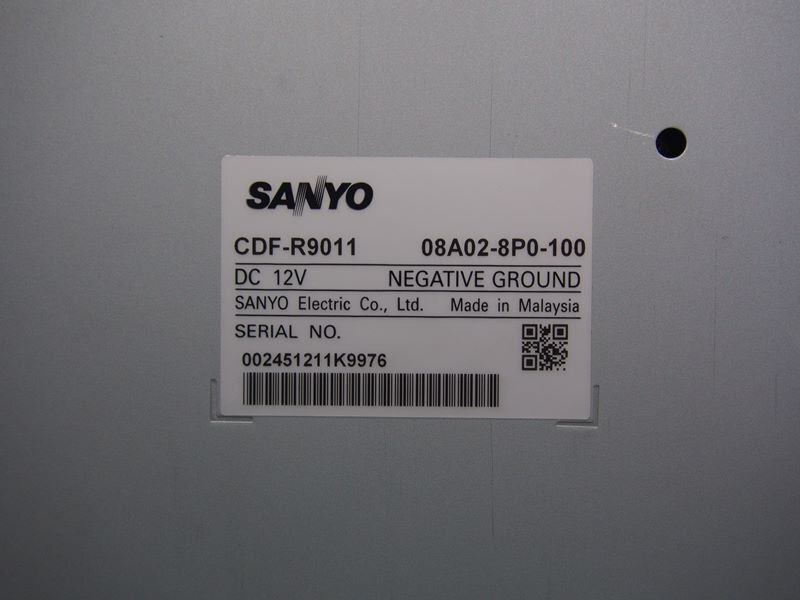 SANYO
CDF-R9011 08A02-8P0-100
DC 12V NEGATIVE GROUND
SANYO Electric Co., Ltd. Made in Malaysia
SERIAL NO.
002451211K9976